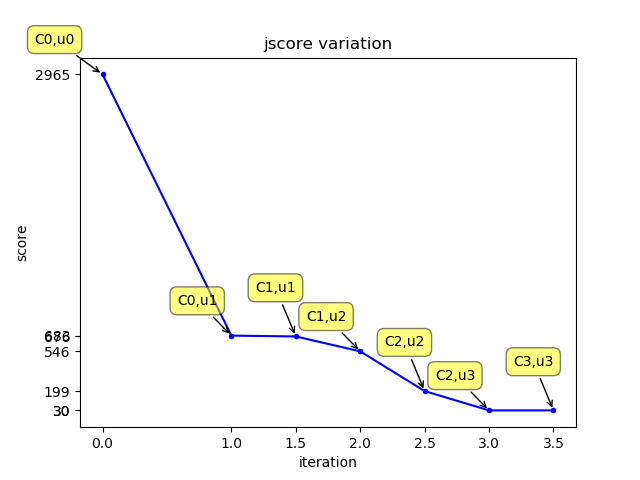 jscore variation
C0,u0
2965
score
C1,u1
C0,u1
C1,u2
C2,u2
546
C3,u3
C2,u3
199
30
0.0 1.0 1.5 2.0 2.5 3.0 3.5
iteration